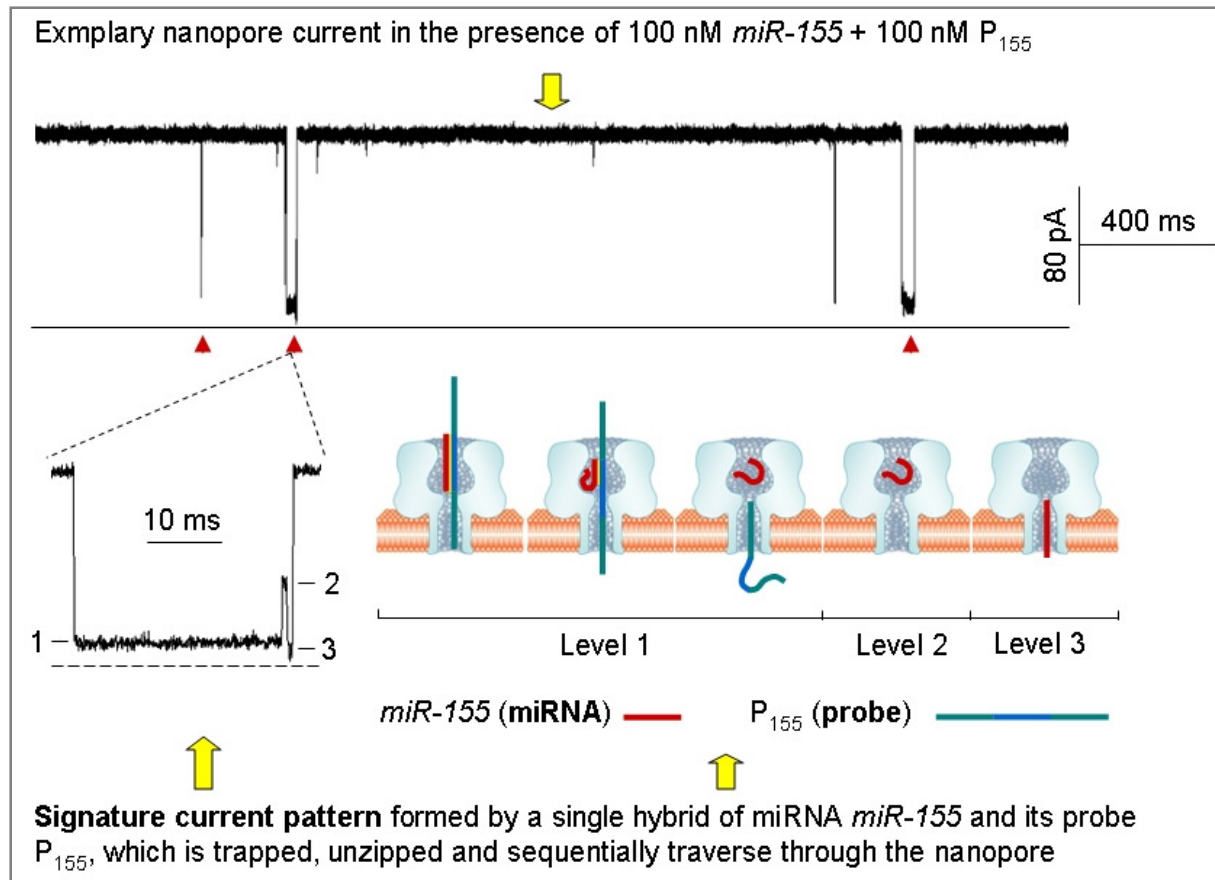 Exmplary nanopore current in the presence of 100 nM miR-155 + 100 nM P155
80 pA
400 ms
10 ms
1
2
3
Level 1
Level 2
Level 3
miR-155 (miRNA)
P155 (probe)
Signature current pattern formed by a single hybrid of miRNA miR-155 and its probe
P155, which is trapped, unzipped and sequentially traverse through the nanopore